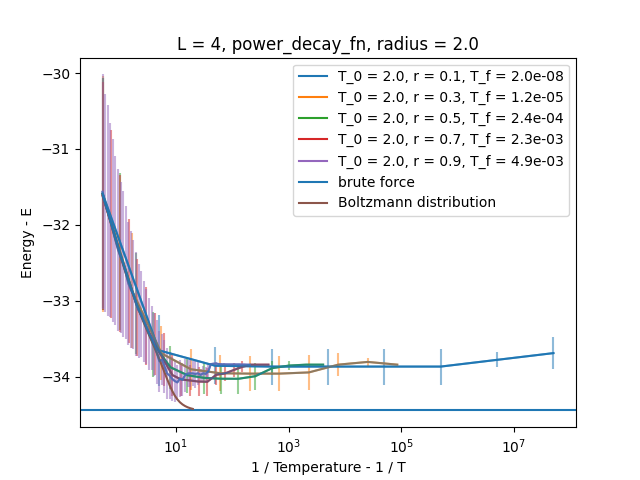 L = 4, power_decay_fn, radius = 2.0
−30
−31
−32
−33
−34
Energy - E
T_0 = 2.0, r = 0.1, T_f = 2.0e-08
T_0 = 2.0, r = 0.3, T_f = 1.2e-05
T_0 = 2.0, r = 0.5, T_f = 2.4e-04
T_0 = 2.0, r = 0.7, T_f = 2.3e-03
T_0 = 2.0, r = 0.9, T_f = 4.9e-03
brute force
Boltzmann distribution
10¹ 10³ 10⁵ 10⁷
1 / Temperature - 1 / T